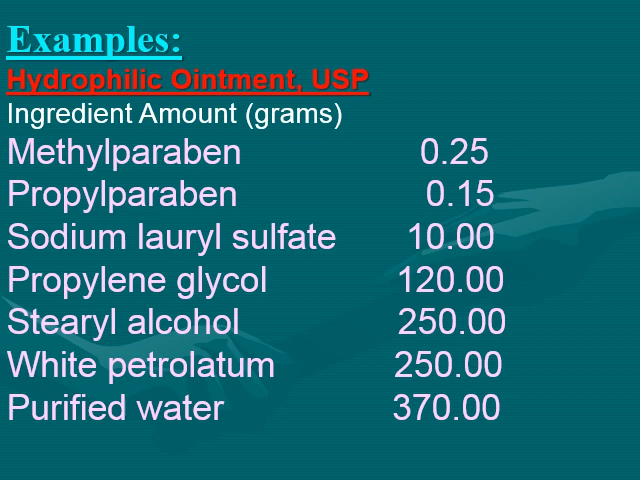 Examples:
Hydrophilic Ointment, USP
Ingredient Amount (grams)
Methylparaben 0.25
Propylparaben 0.15
Sodium lauryl sulfate 10.00
Propylene glycol 120.00
Stearyl alcohol 250.00
White petrolatum 250.00
Purified water 370.00